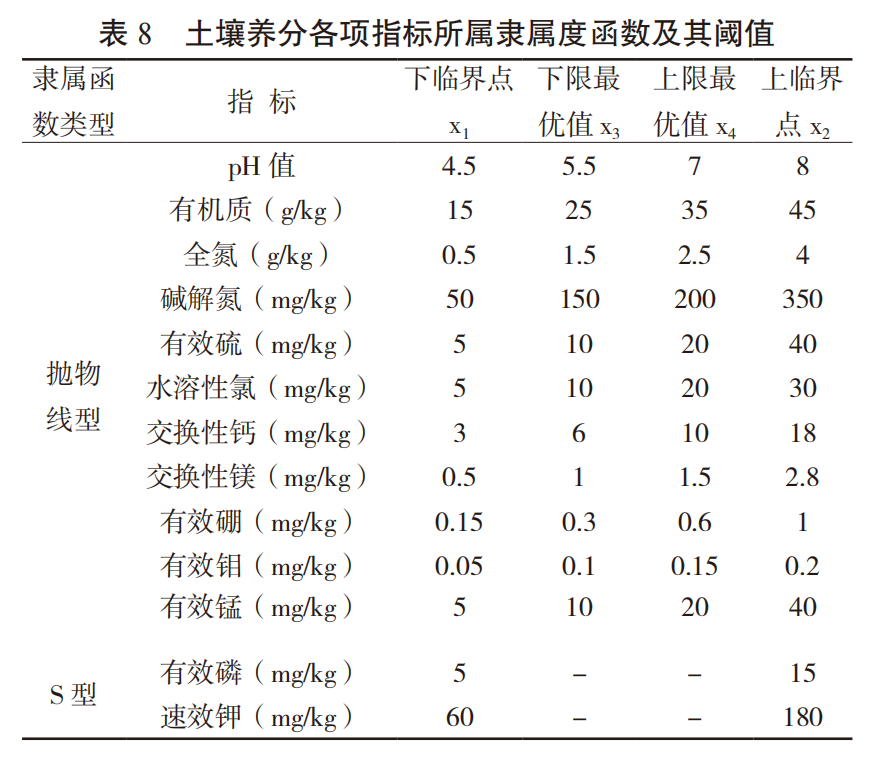 表 8 土壤养分各项指标所属隶属度函数及其阈值
隶属函数类型 指 标 下临界点 x₁ 下限最优值 x₃ 上限最优值 x₄ 上临界点 x₂
抛物线型
pH 值 4.5 5.5 7 8
有机质（g/kg） 15 25 35 45
全氮（g/kg） 0.5 1.5 2.5 4
碱解氮（mg/kg） 50 150 200 350
有效硫（mg/kg） 5 10 20 40
水溶性氯（mg/kg） 5 10 20 30
交换性钙（mg/kg） 3 6 10 18
交换性镁（mg/kg） 0.5 1 1.5 2.8
有效硼（mg/kg） 0.15 0.3 0.6 1
有效钼（mg/kg） 0.05 0.1 0.15 0.2
有效锰（mg/kg） 5 10 20 40
S 型
有效磷（mg/kg） 5 – – 15
速效钾（mg/kg） 60 – – 180